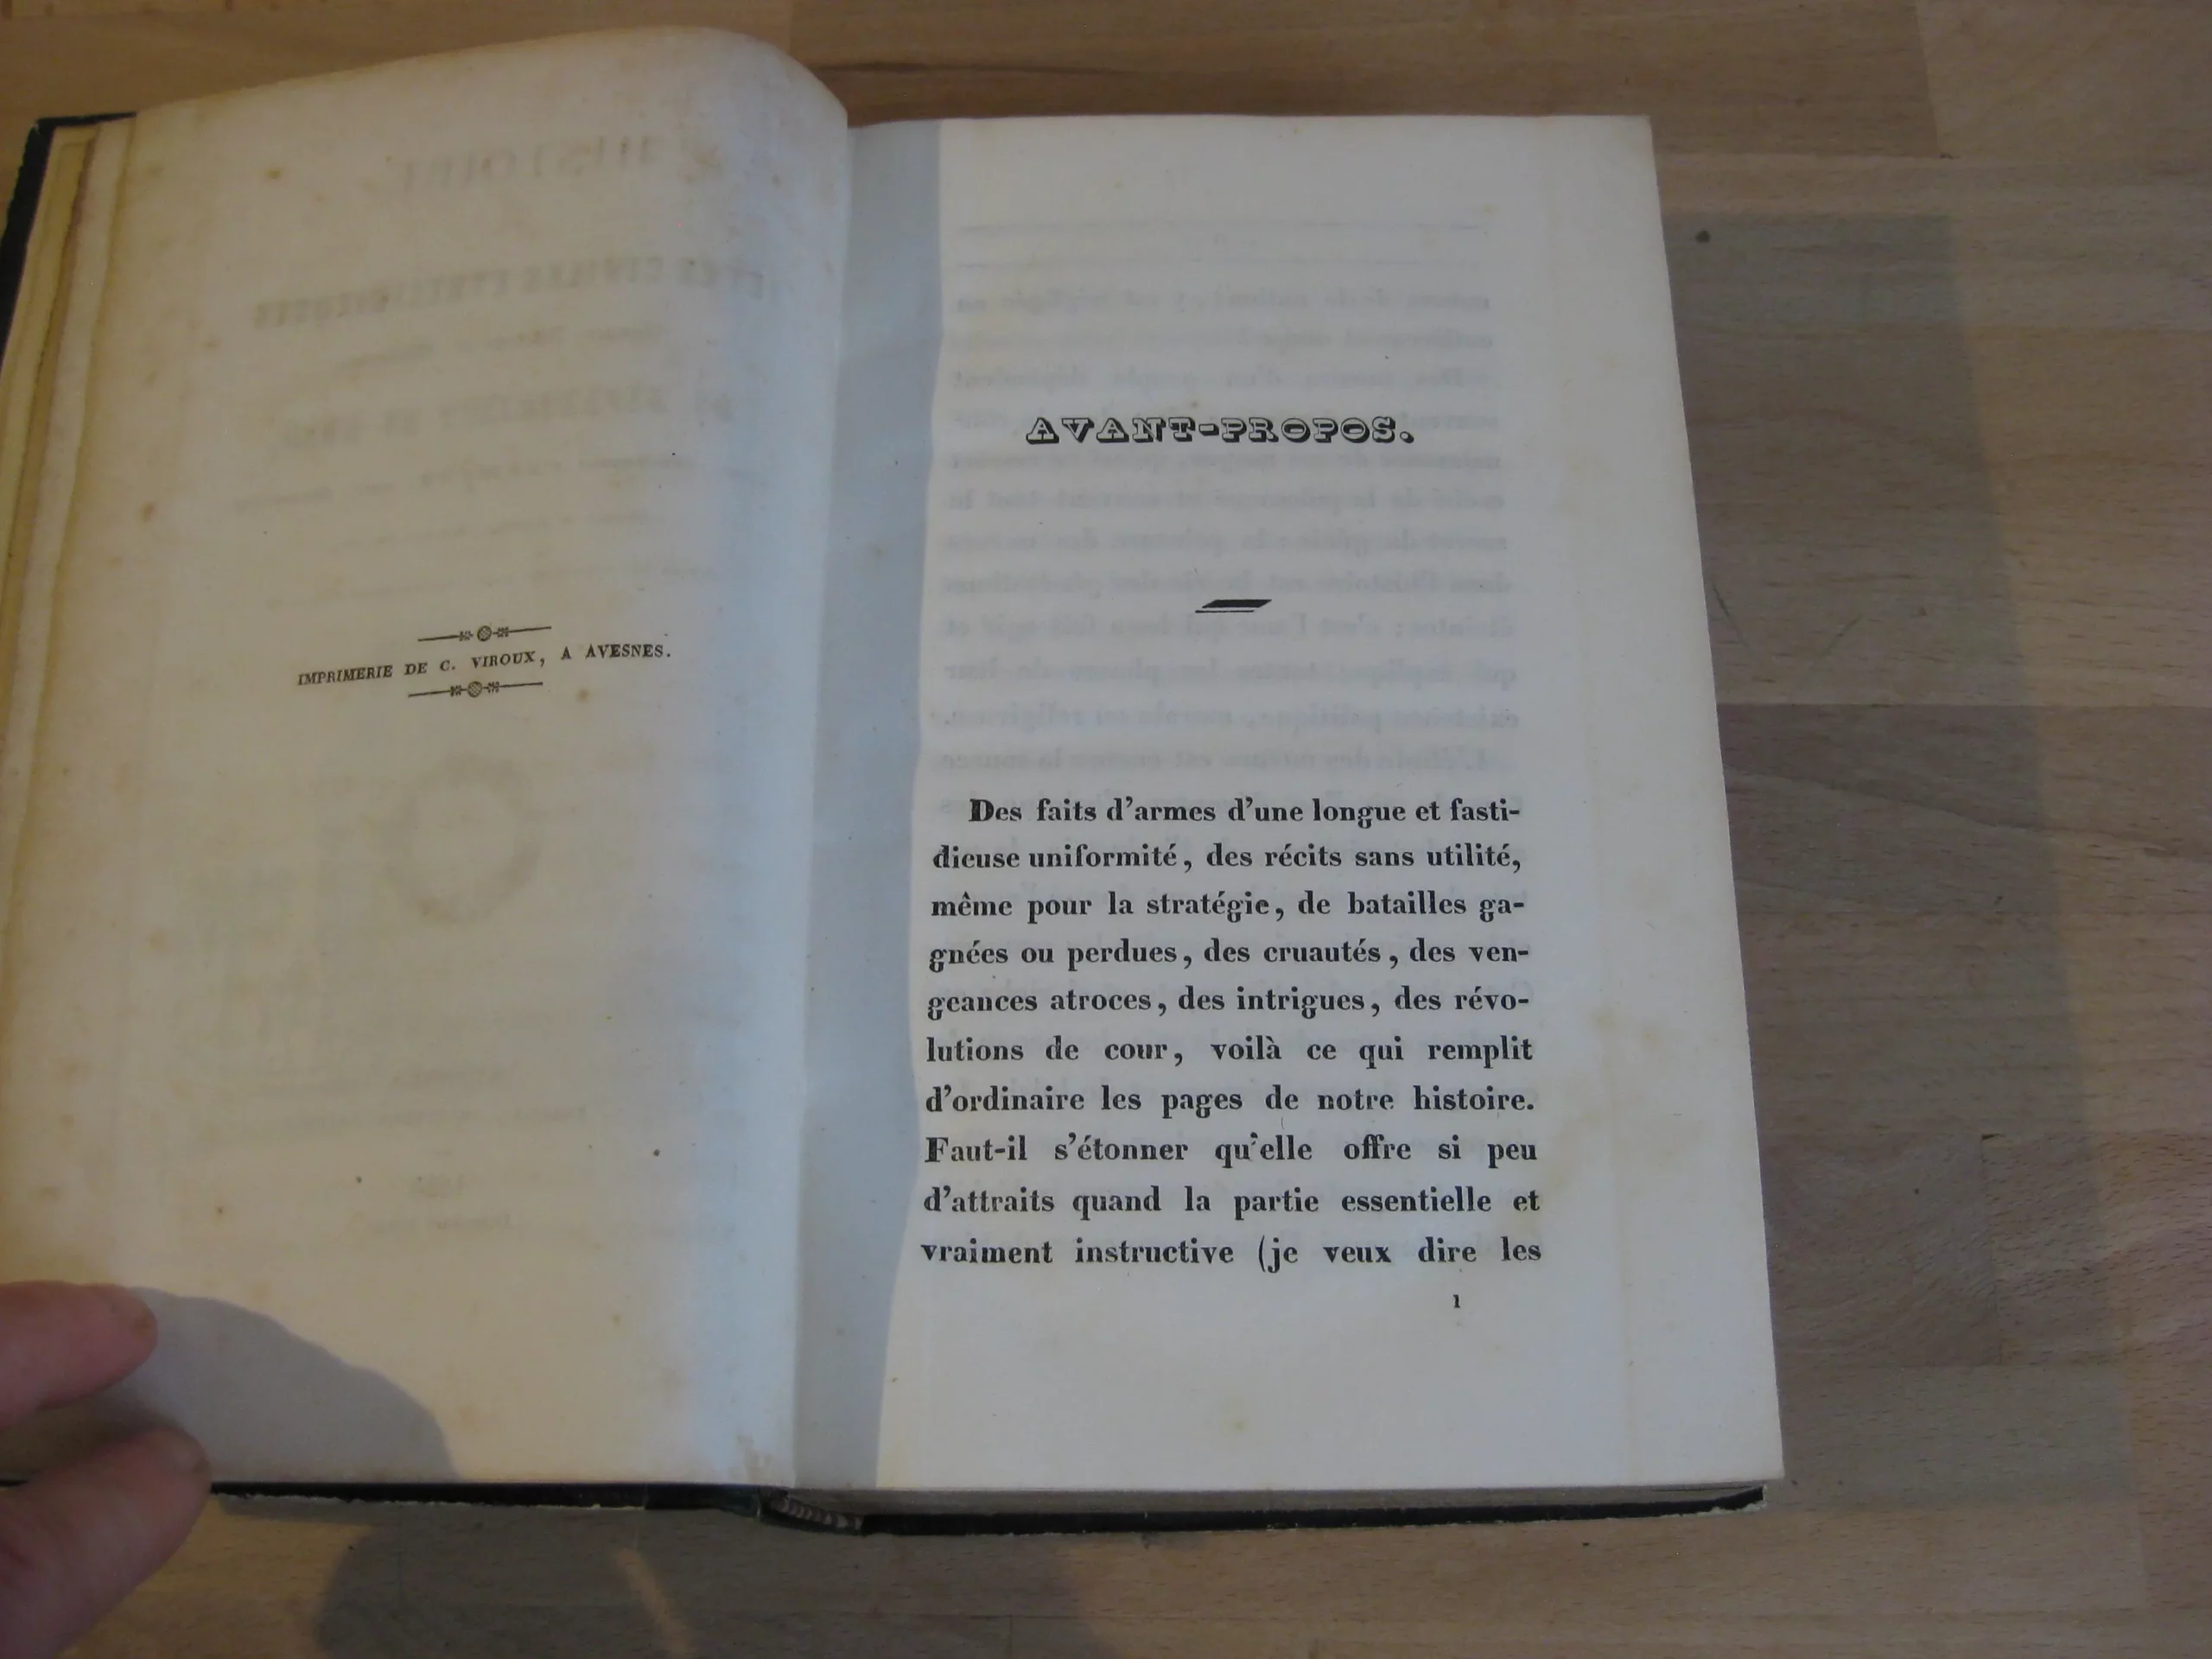 IMPRIMERIE DE C. VIROUX, A AVESNES.
AVANT-PROPOS.
Des faits d'armes d'une longue et fasti-
dieuse uniformité, des récits sans utilité,
même pour la stratégie, de batailles ga-
gnées ou perdues, des cruautés, des ven-
geances atroces, des intrigues, des révo-
lutions de cour, voilà ce qui remplit
d'ordinaire les pages de notre histoire.
Faut-il s'étonner qu'elle offre si peu
d'attraits quand la partie essentielle et
vraiment instructive (je veux dire les
1